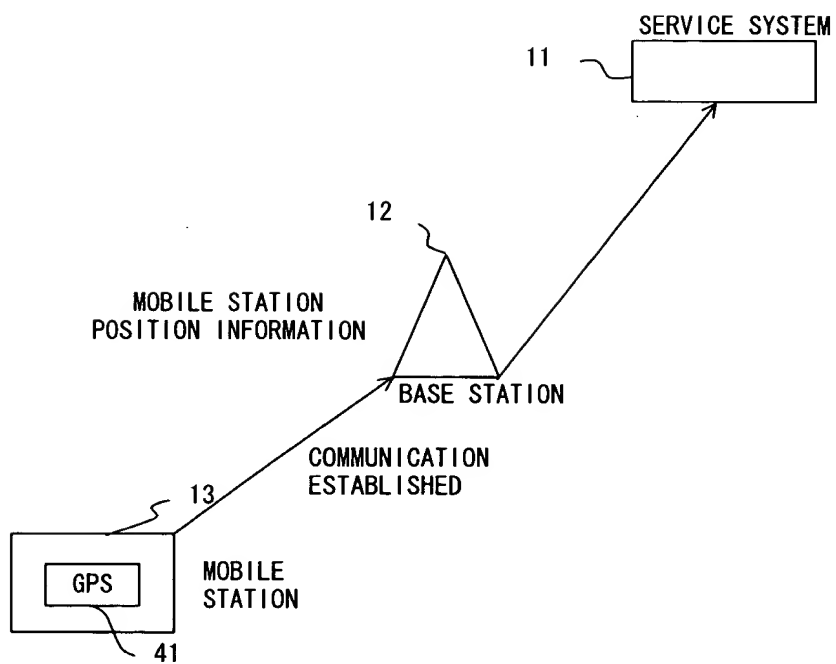 SERVICE SYSTEM
11
12
MOBILE STATION
POSITION INFORMATION
BASE STATION
COMMUNICATION
ESTABLISHED
13
GPS
MOBILE
STATION
41